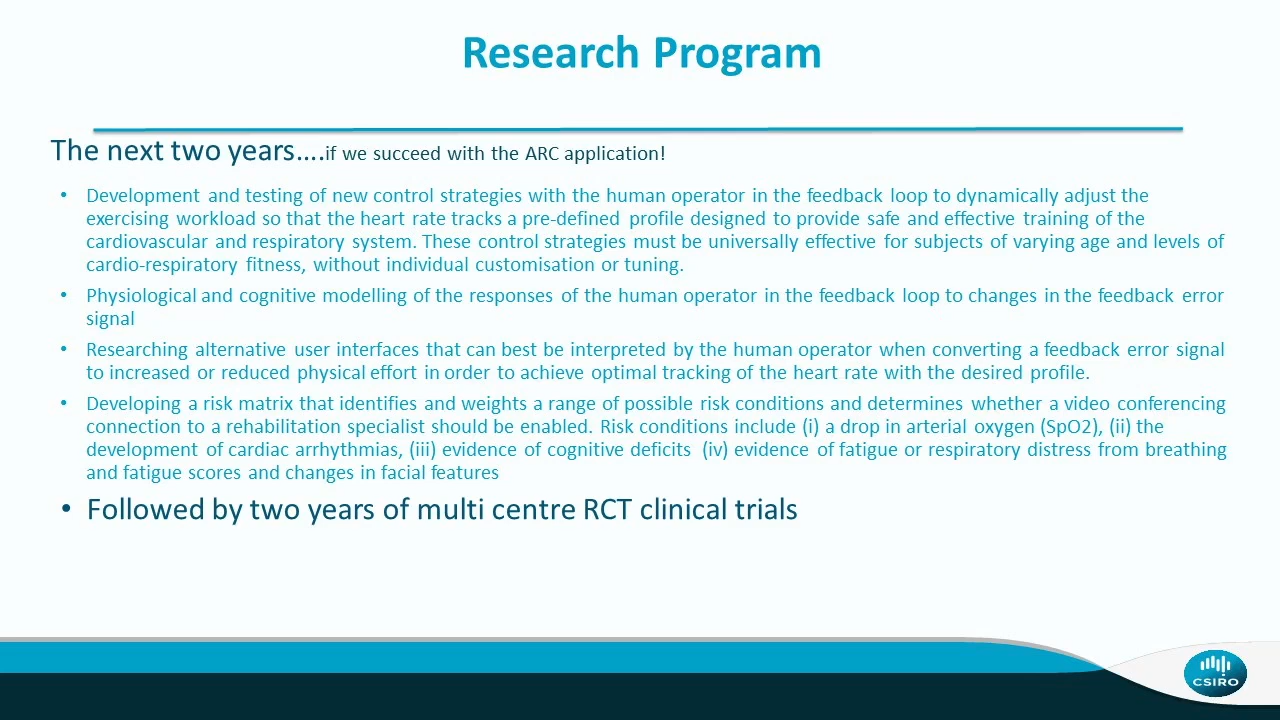 Research Program
The next two years....if we succeed with the ARC application!
• Development and testing of new control strategies with the human operator in the feedback loop to dynamically adjust the
exercising workload so that the heart rate tracks a pre-defined profile designed to provide safe and effective training of the
cardiovascular and respiratory system. These control strategies must be universally effective for subjects of varying age and levels of
cardio-respiratory fitness, without individual customisation or tuning.
• Physiological and cognitive modelling of the responses of the human operator in the feedback loop to changes in the feedback error
signal
• Researching alternative user interfaces that can best be interpreted by the human operator when converting a feedback error signal
to increased or reduced physical effort in order to achieve optimal tracking of the heart rate with the desired profile.
• Developing a risk matrix that identifies and weights a range of possible risk conditions and determines whether a video conferencing
connection to a rehabilitation specialist should be enabled. Risk conditions include (i) a drop in arterial oxygen (SpO2), (ii) the
development of cardiac arrhythmias, (iii) evidence of cognitive deficits (iv) evidence of fatigue or respiratory distress from breathing
and fatigue scores and changes in facial features
• Followed by two years of multi centre RCT clinical trials
CSIRO